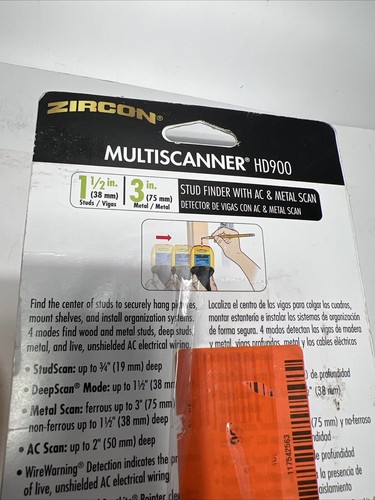 ZIRCON®
MULTISCANNER® HD900
1 1/2 in.
(38 mm)
Studs / Vigas
3 in.
(75 mm)
Metal / Metal
STUD FINDER WITH AC & METAL SCAN
DETECTOR DE VIGAS CON AC & METAL SCAN
Find the center of studs to securely hang
mount shelves, and install organization systems.
4 modes find wood and metal studs, deep studs,
metal, and live, unshielded AC electrical wiring.
• StudScan: up to ¾" (19 mm) deep
• DeepScan® Mode: up to 1½" (38 mm
• Metal Scan: ferrous up to 3" (75 mm)
non-ferrous up to 1½" (38 mm) deep
• AC Scan: up to 2" (50 mm) deep
• WireWarning® Detection indicates the
of live, unshielded AC electrical wiring
Localiza el centro de las vigas para colgar los cuadros,
montar estantería e instalar los sistemas de organización
de forma segura. 4 modos detectan las vigas de madera
y metal, vigas profundas, metal y los cables eléctricos
de profundidad
(38 mm)
(75 mm) y no-ferroso
la presencia de
aislamiento
117542563